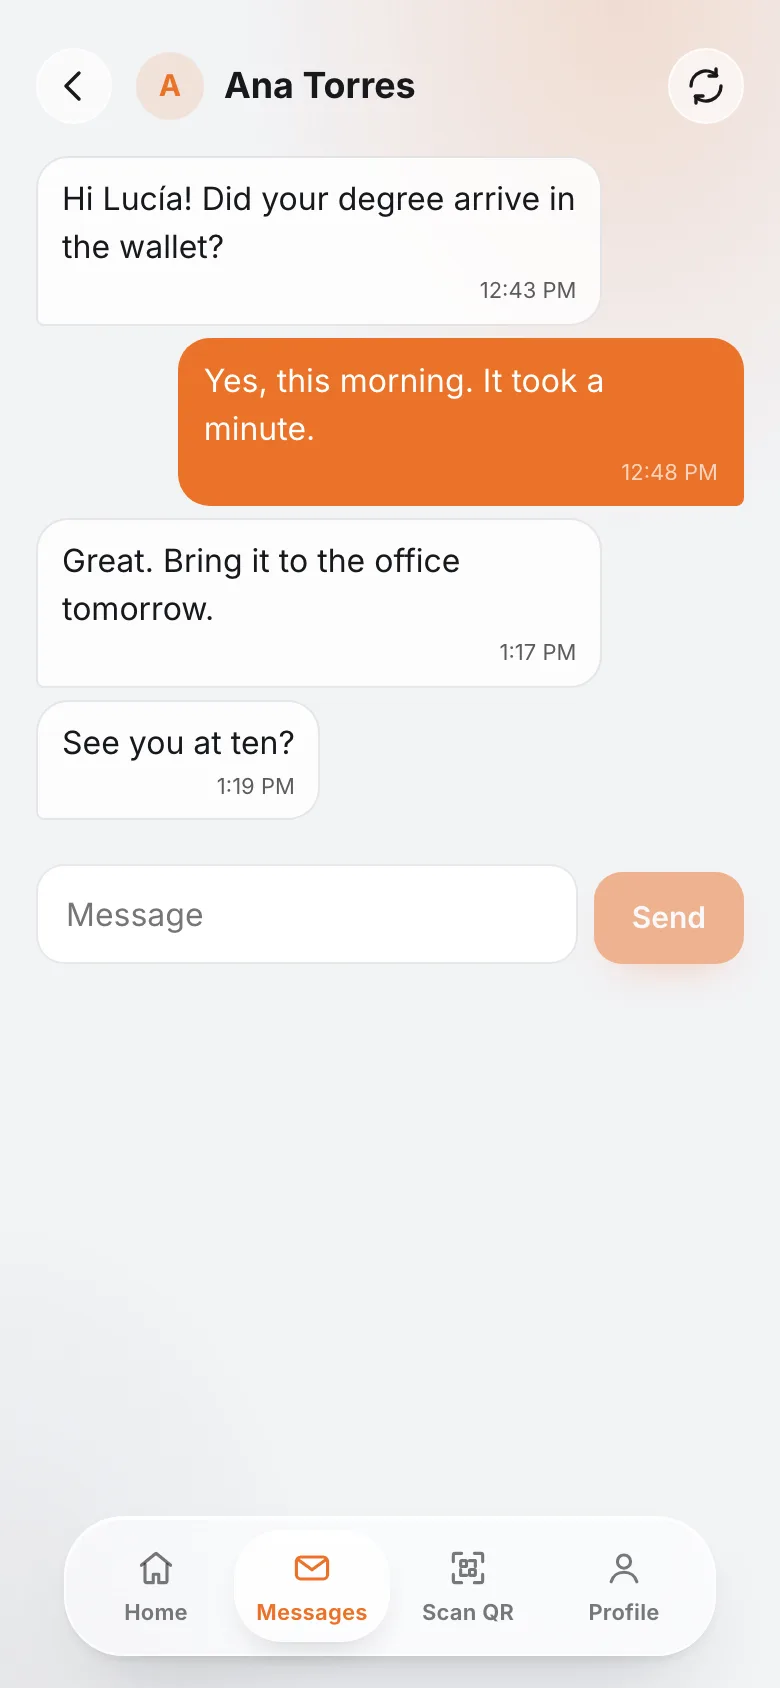 A
Ana Torres
Hi Lucía! Did your degree arrive in
the wallet?
12:43 PM
Yes, this morning. It took a
minute.
12:48 PM
Great. Bring it to the office
tomorrow.
1:17 PM
See you at ten?
1:19 PM
Message
Send
Home
Messages
Scan QR
Profile